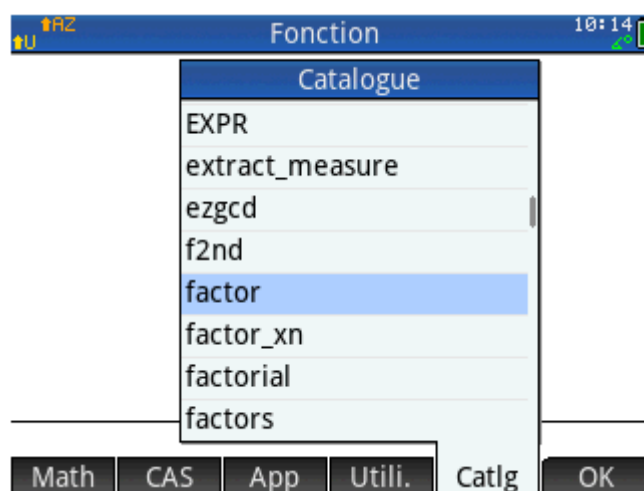 ↑AZ
↑U
Fonction
10:14
∡°
Catalogue
EXPR
extract_measure
ezgcd
f2nd
factor
factor_xn
factorial
factors
Math CAS App Utili. Catlg OK